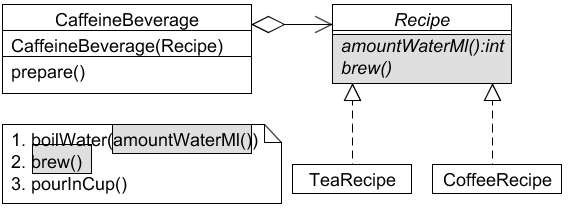 CaffeineBeverage
CaffeineBeverage(Recipe)
prepare()
Recipe
amountWaterMl():int
brew()
1. boilWater(amountWaterMl())
2. brew()
3. pourInCup()
TeaRecipe
CoffeeRecipe